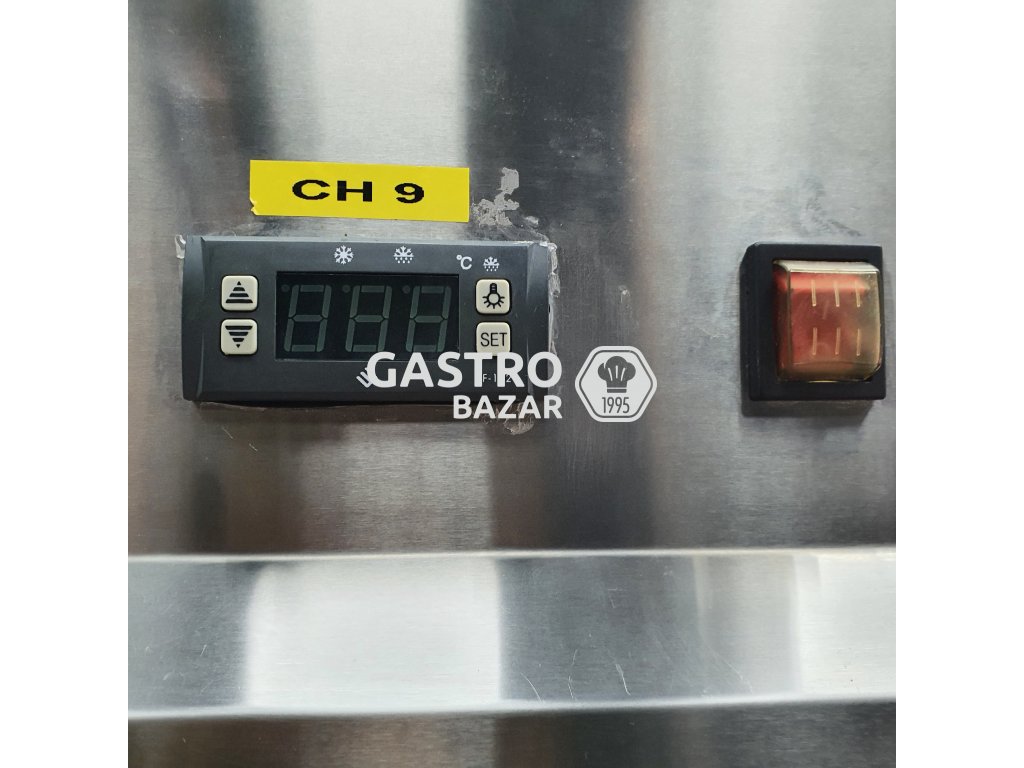 CH 9
°C
SET
GASTRO
BAZAR
1995